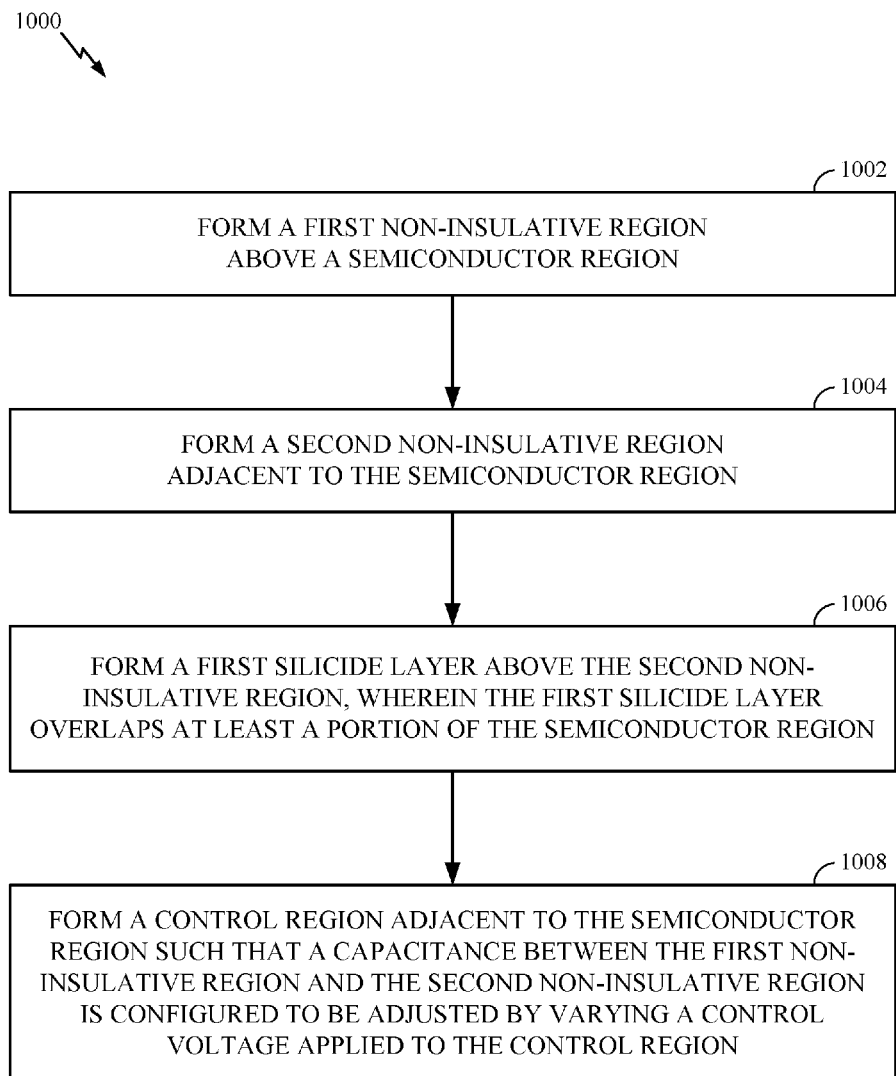 1000
1002
FORM A FIRST NON-INSULATIVE REGION
ABOVE A SEMICONDUCTOR REGION
1004
FORM A SECOND NON-INSULATIVE REGION
ADJACENT TO THE SEMICONDUCTOR REGION
1006
FORM A FIRST SILICIDE LAYER ABOVE THE SECOND NON-
INSULATIVE REGION, WHEREIN THE FIRST SILICIDE LAYER
OVERLAPS AT LEAST A PORTION OF THE SEMICONDUCTOR REGION
1008
FORM A CONTROL REGION ADJACENT TO THE SEMICONDUCTOR
REGION SUCH THAT A CAPACITANCE BETWEEN THE FIRST NON-
INSULATIVE REGION AND THE SECOND NON-INSULATIVE REGION
IS CONFIGURED TO BE ADJUSTED BY VARYING A CONTROL
VOLTAGE APPLIED TO THE CONTROL REGION